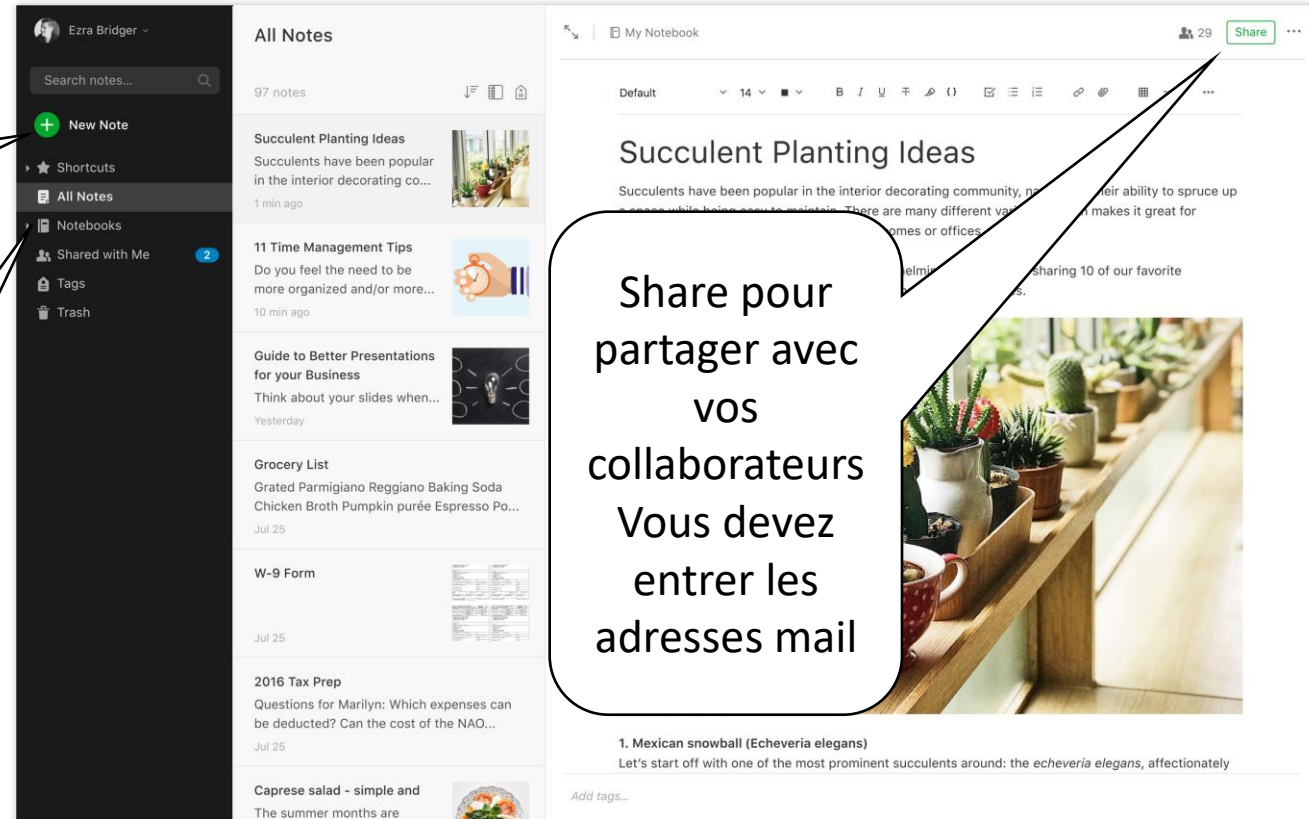 Ezra Bridger
Search notes...
New Note
Shortcuts
All Notes
Notebooks
Shared with Me 2
Tags
Trash
All Notes
97 notes
Succulent Planting Ideas
Succulents have been popular
in the interior decorating co...
1 min ago
11 Time Management Tips
Do you feel the need to be
more organized and/or more...
10 min ago
Guide to Better Presentations
for your Business
Think about your slides when...
Yesterday
Grocery List
Grated Parmigiano Reggiano Baking Soda
Chicken Broth Pumpkin purée Espresso Po...
Jul 25
W-9 Form
Jul 25
2016 Tax Prep
Questions for Marilyn: Which expenses can
be deducted? Can the cost of the NAO...
Jul 25
Caprese salad - simple and
The summer months are
My Notebook
29 Share
Default 14 B I U T
Succulent Planting Ideas
Succulents have been popular in the interior decorating community, ability to spruce up
There are many different makes it great for
or offices
sharing 10 of our favorite
Share pour
partager avec
vos
collaborateurs
Vous devez
entrer les
adresses mail
1. Mexican snowball (Echeveria elegans)
Let's start off with one of the most prominent succulents around: the echeveria elegans, affectionately
Add tags...